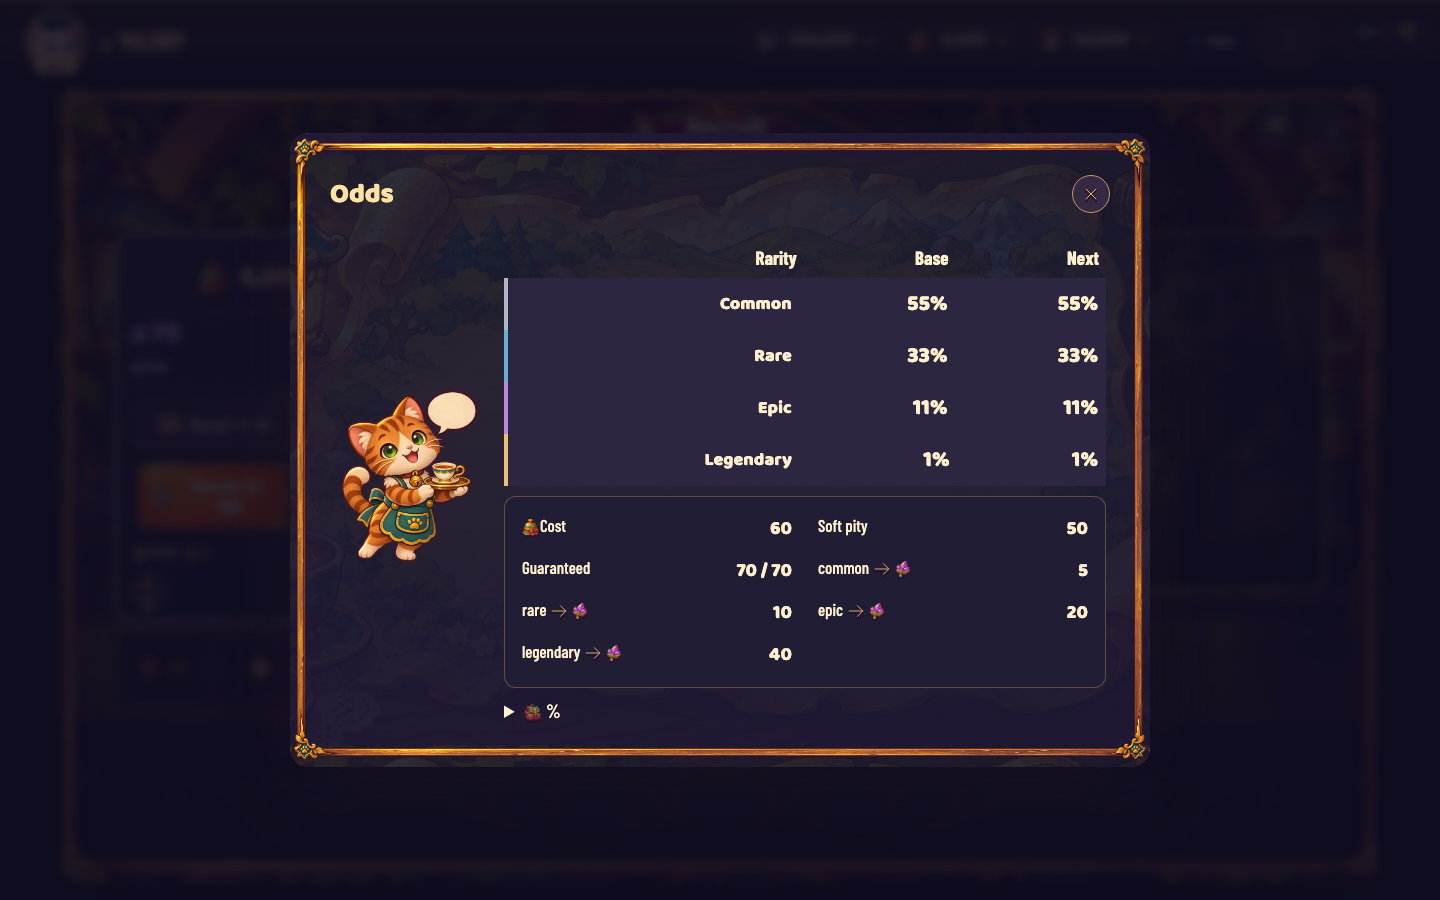 Odds
Rarity Base Next
Common 55% 55%
Rare 33% 33%
Epic 11% 11%
Legendary 1% 1%
Cost 60 Soft pity 50
Guaranteed 70 / 70 common → 5
rare → 10 epic → 20
legendary → 40
%